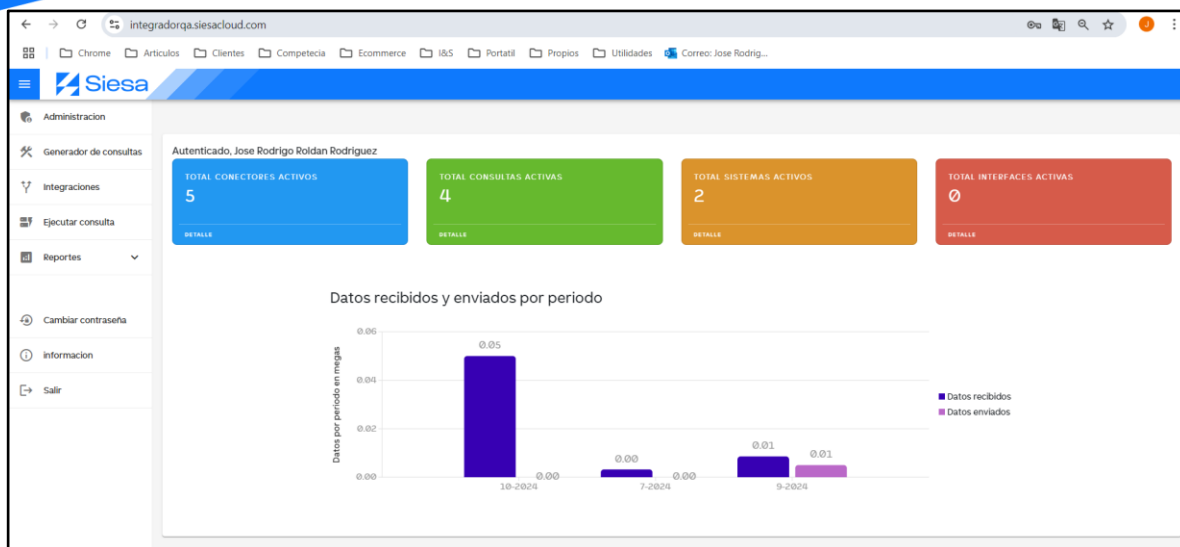 integradorqa.siesacloud.com
Chrome Articulos Clientes Competecia Ecommerce I&S Portatil Propios Utilidades Correo: Jose Rodrig...
Siesa
Administracion
Generador de consultas
Integraciones
Ejecutar consulta
Reportes
Cambiar contraseña
informacion
Salir
Autenticado, Jose Rodrigo Roldan Rodriguez
TOTAL CONECTORES ACTIVOS
5
DETALLE
TOTAL CONSULTAS ACTIVAS
4
DETALLE
TOTAL SISTEMAS ACTIVOS
2
DETALLE
TOTAL INTERFACES ACTIVAS
0
DETALLE
Datos recibidos y enviados por periodo
Datos por periodo en megas
0.06
0.04
0.02
0.00
0.05
0.00
0.00
0.00
0.01
0.01
10-2024
7-2024
9-2024
Datos recibidos
Datos enviados
J